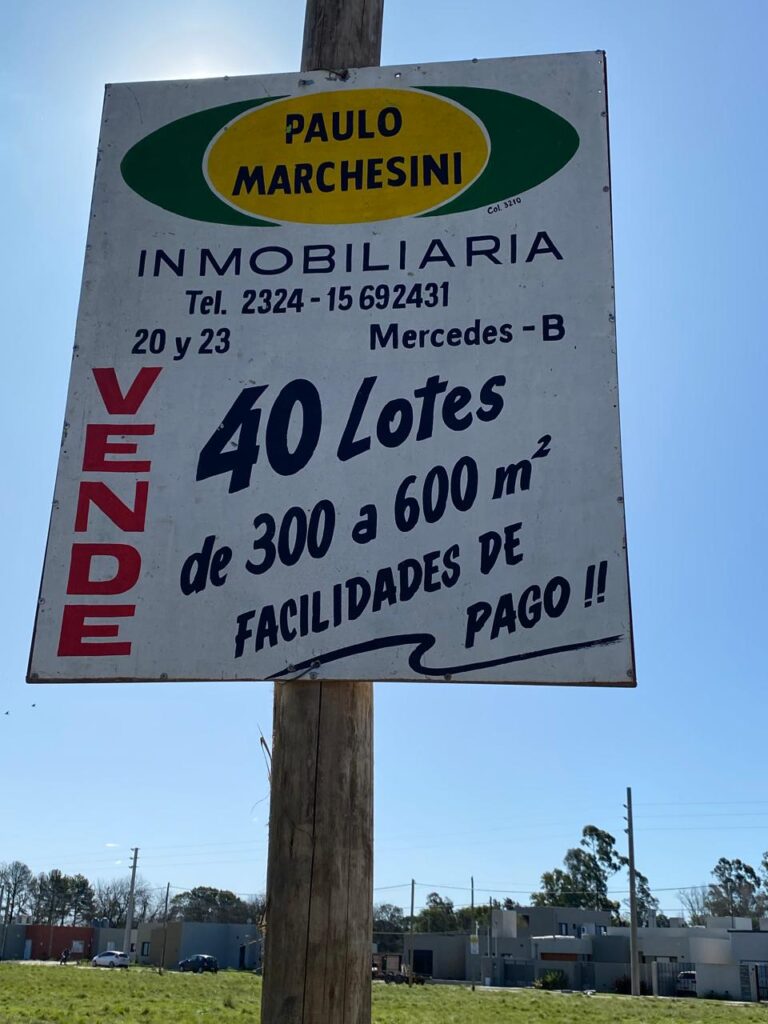 PAULO
MARCHESINI
Col. 3210
INMOBILIARIA
Tel. 2324-15 692431
20 y 23 Mercedes-B
VENDE
40 Lotes
de 300 a 600 m²
FACILIDADES DE
PAGO !!